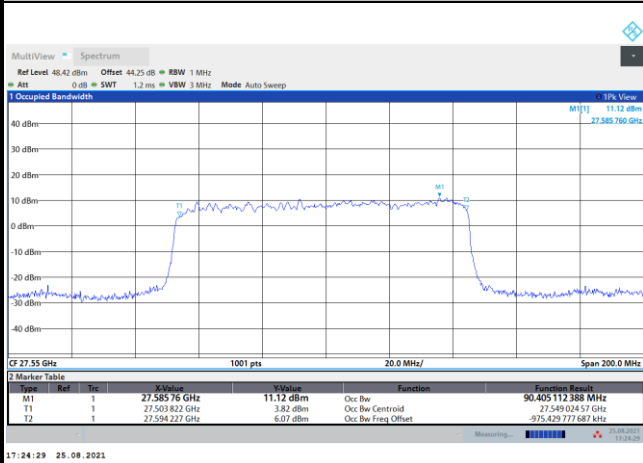 MultiView Spectrum
Ref Level 48.42 dBm Offset 44.25 dB RBW 1 MHz
Att 0 dB SWT 1.2 ms VBW 3 MHz Mode Auto Sweep
1 Occupied Bandwidth 1Pk View
M1[1] 11.12 dBm
27.585 760 GHz
40 dBm
30 dBm
20 dBm
M1
10 dBm
T1
T2
0 dBm
-10 dBm
-20 dBm
-30 dBm
-40 dBm
CF 27.55 GHz 1001 pts 20.0 MHz/ Span 200.0 MHz
2 Marker Table
Type Ref Trc X-Value Y-Value Function Function Result
M1 1 27.585 76 GHz 11.12 dBm Occ Bw 90.405 112 388 MHz
T1 1 27.503 822 GHz 3.82 dBm Occ Bw Centroid 27.549 024 57 GHz
T2 1 27.594 227 GHz 6.07 dBm Occ Bw Freq Offset -975.429 777 687 kHz
Measuring... 25.08.2021
17:24:29
17:24:29 25.08.2021